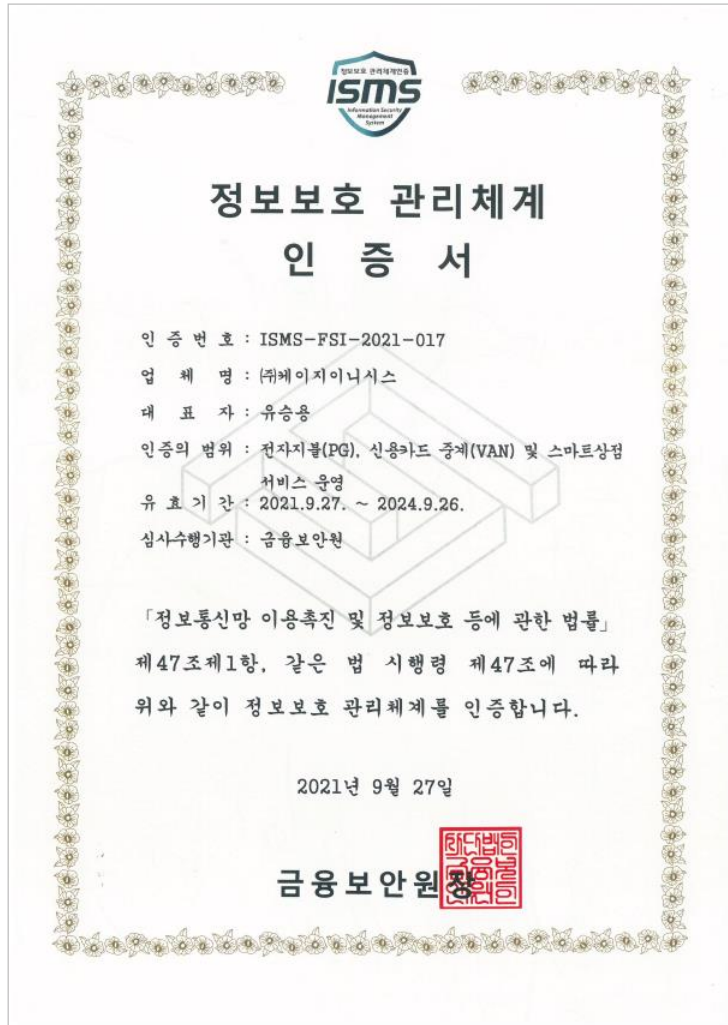 정보보호 관리체계인증
ISMS
Information Security
Management
System
정보보호 관리체계
인 증 서
인 증 번 호 : ISMS-FSI-2021-017
업 체 명 : ㈜케이지이니시스
대 표 자 : 유승용
인증의 범위 : 전자지불(PG), 신용카드 중계(VAN) 및 스마트상점
서비스 운영
유 효 기 간 : 2021.9.27. ~ 2024.9.26.
심사수행기관 : 금융보안원
「정보통신망 이용촉진 및 정보보호 등에 관한 법률」
제47조제1항, 같은 법 시행령 제47조에 따라
위와 같이 정보보호 관리체계를 인증합니다.
2021년 9월 27일
금융보안원장